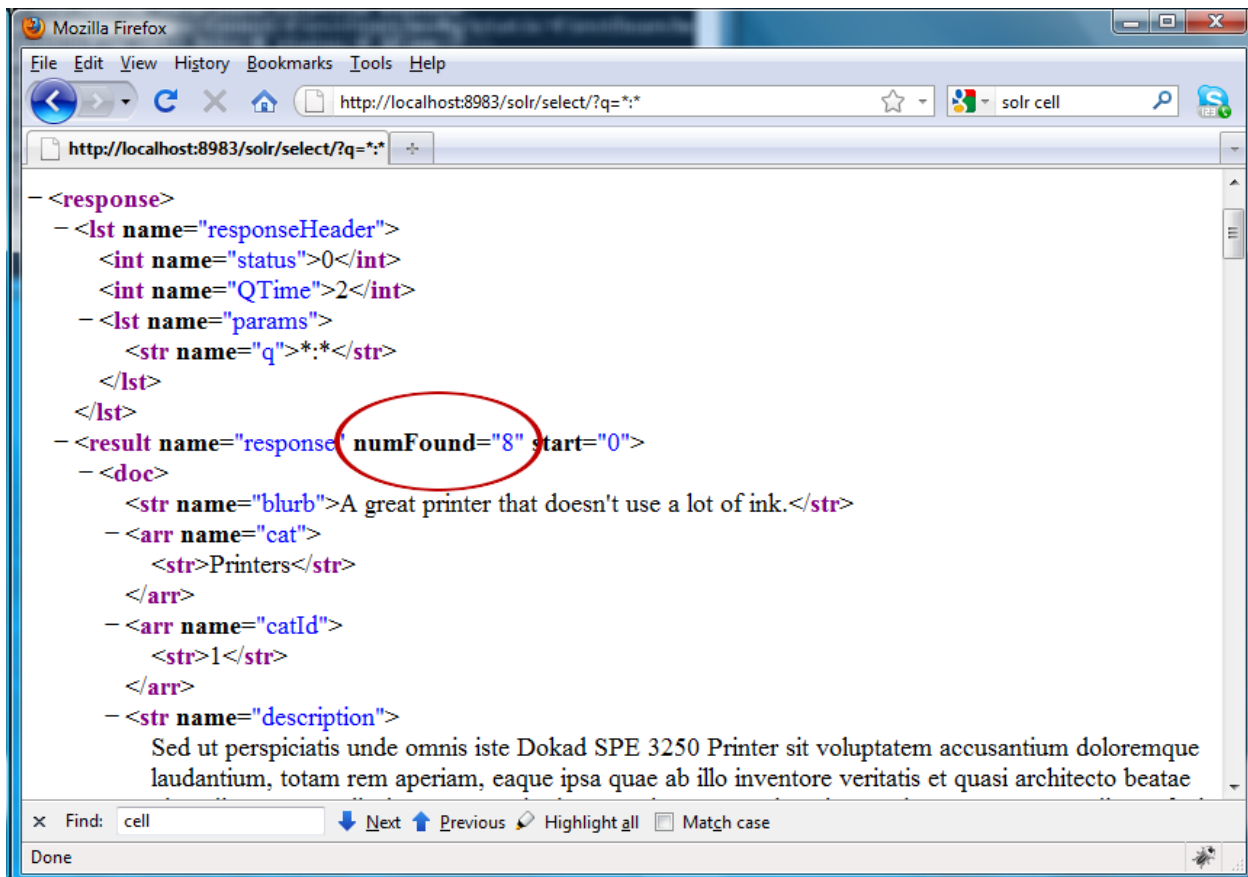 Mozilla Firefox
File Edit View History Bookmarks Tools Help
http://localhost:8983/solr/select/?q=*:* solr cell
http://localhost:8983/solr/select/?q=*:*
− <response>
− <lst name="responseHeader">
<int name="status">0</int>
<int name="QTime">2</int>
− <lst name="params">
<str name="q">*:*</str>
</lst>
</lst>
− <result name="response" numFound="8" start="0">
− <doc>
<str name="blurb">A great printer that doesn't use a lot of ink.</str>
− <arr name="cat">
<str>Printers</str>
</arr>
− <arr name="catId">
<str>1</str>
</arr>
− <str name="description">
Sed ut perspiciatis unde omnis iste Dokad SPE 3250 Printer sit voluptatem accusantium doloremque
laudantium, totam rem aperiam, eaque ipsa quae ab illo inventore veritatis et quasi architecto beatae
× Find: cell Next Previous Highlight all Match case
Done